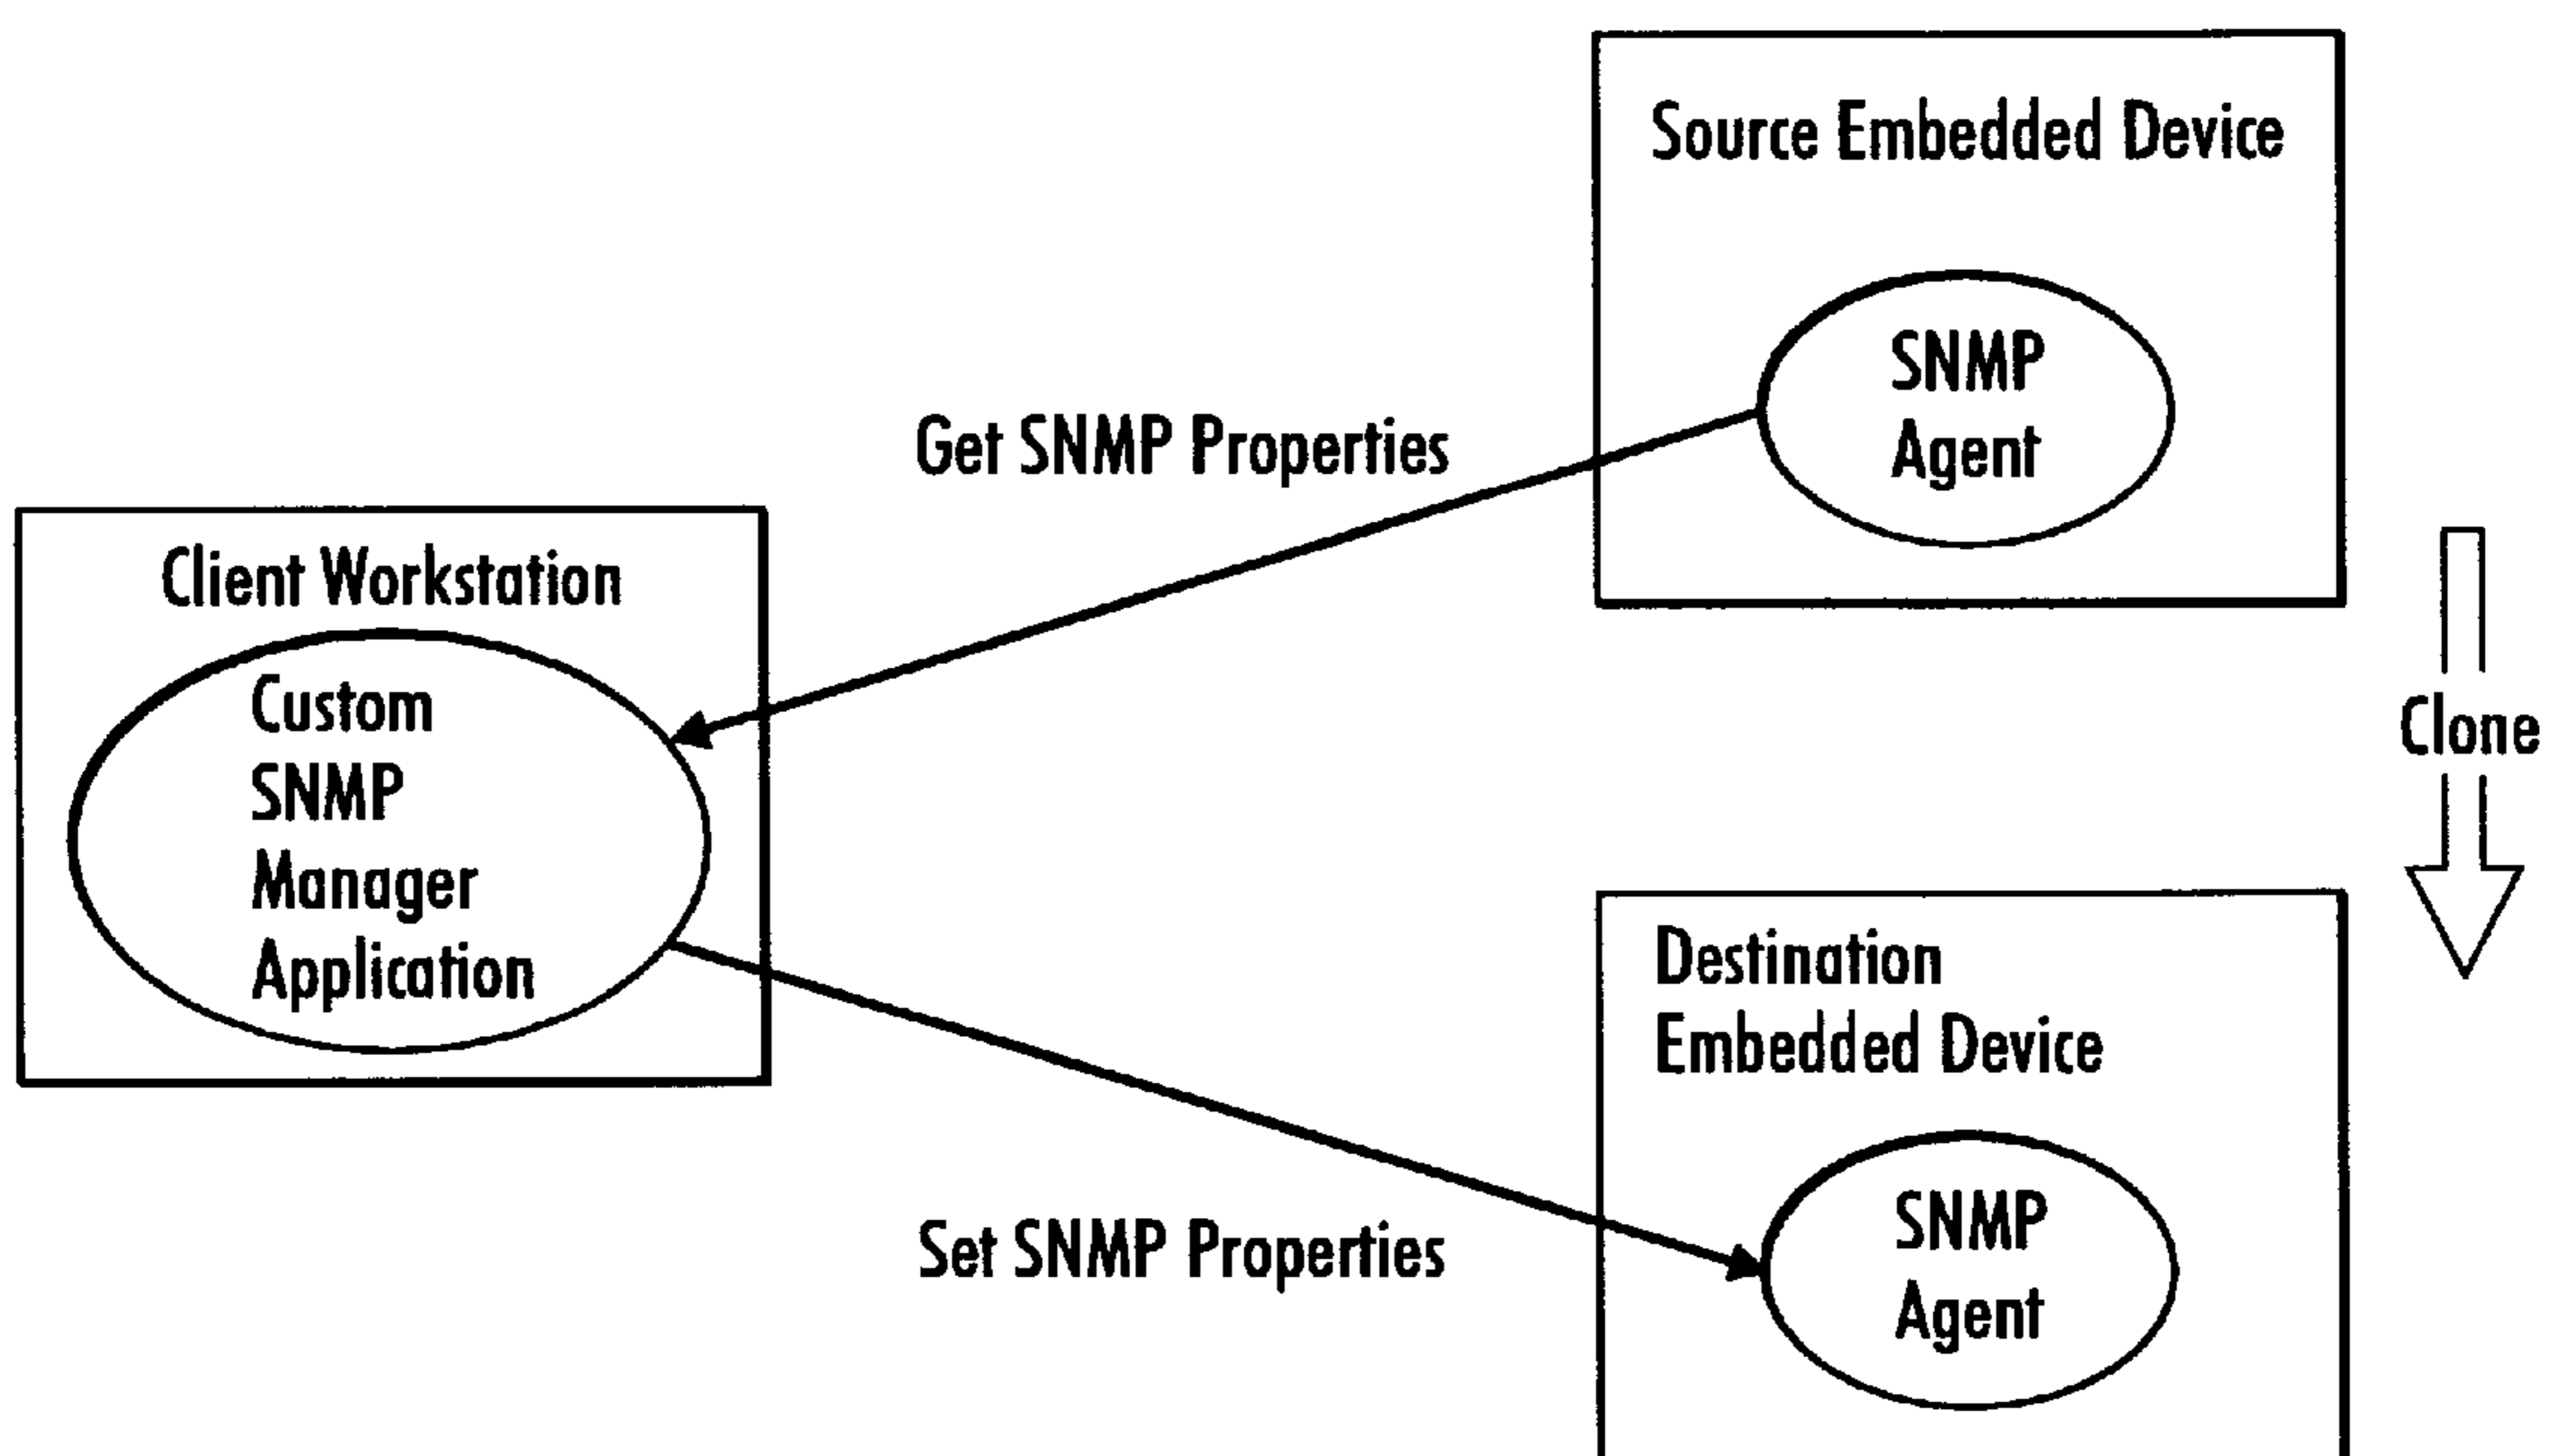 Source Embedded Device
SNMP
Agent
Get SNMP Properties
Client Workstation
Custom
SNMP
Manager
Application
Clone
Destination
Embedded Device
Set SNMP Properties
SNMP
Agent